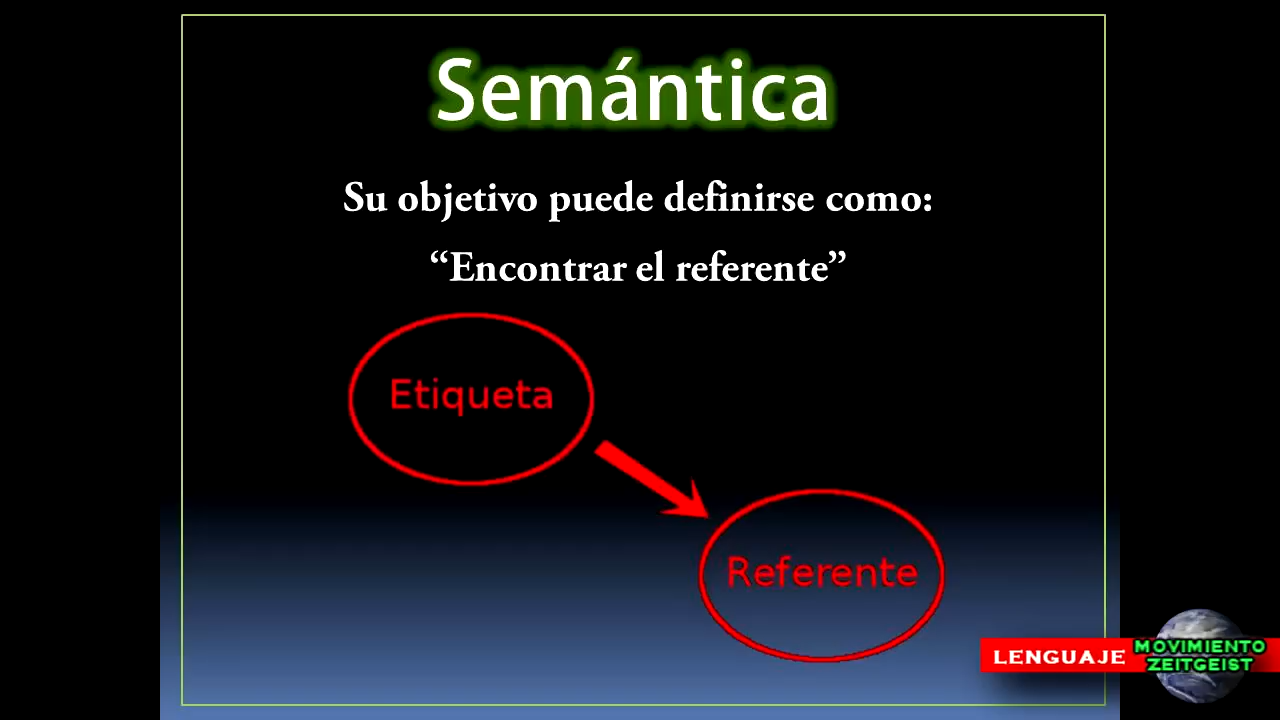 Semántica
Su objetivo puede definirse como:
“Encontrar el referente”
Etiqueta
Referente
LENGUAJE
MOVIMIENTO
ZEITGEIST